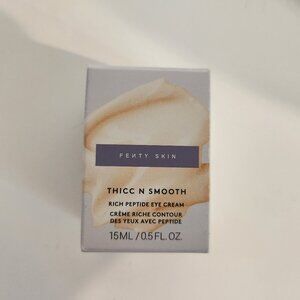 FEИTY SKIN
THICC N SMOOTH
RICH PEPTIDE EYE CREAM
CRÈME RICHE CONTOUR
DES YEUX AVEC PEPTIDE
15ML / 0.5 FL. OZ.